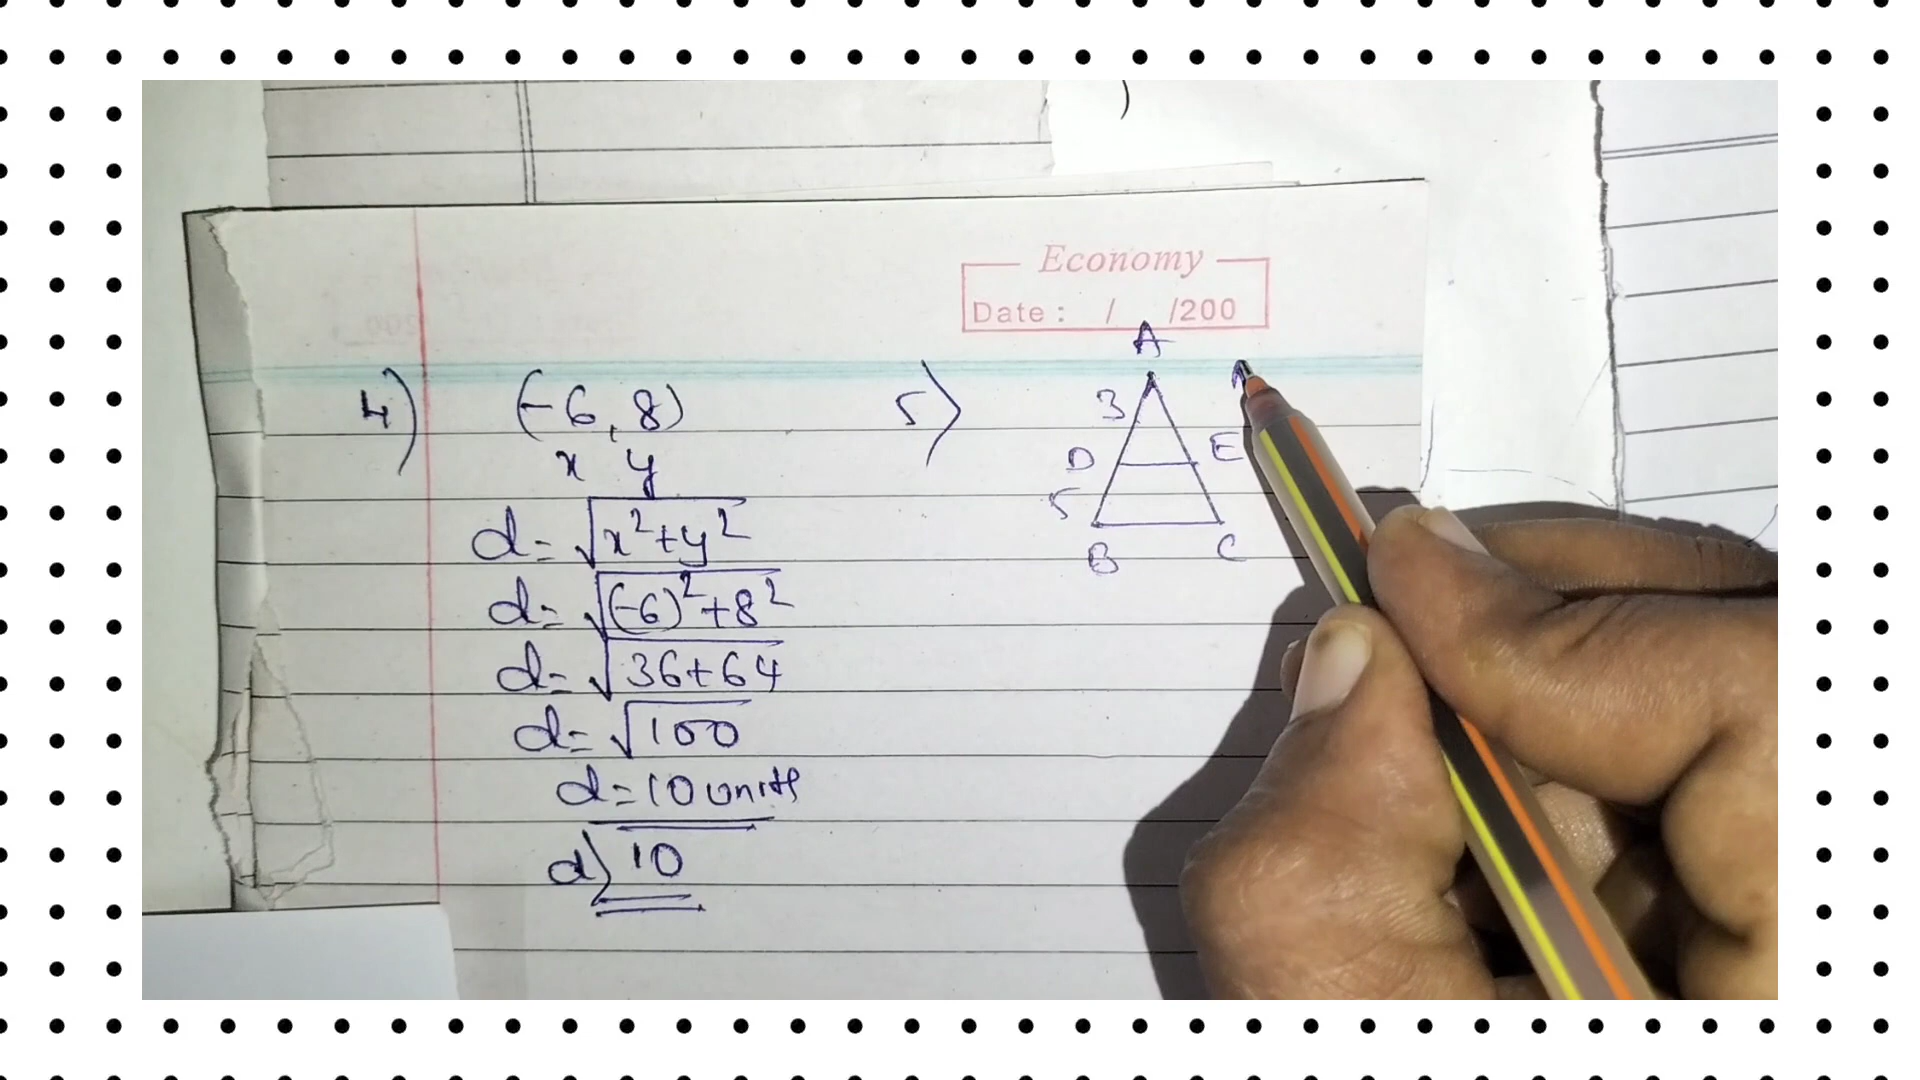 )
Economy
Date : / /200
4) (-6, 8)
x y
d = √x²+y²
d = √(-6)²+8²
d = √36+64
d = √100
d = 10 units
d) 10
5)
A
3
D E
5
B C